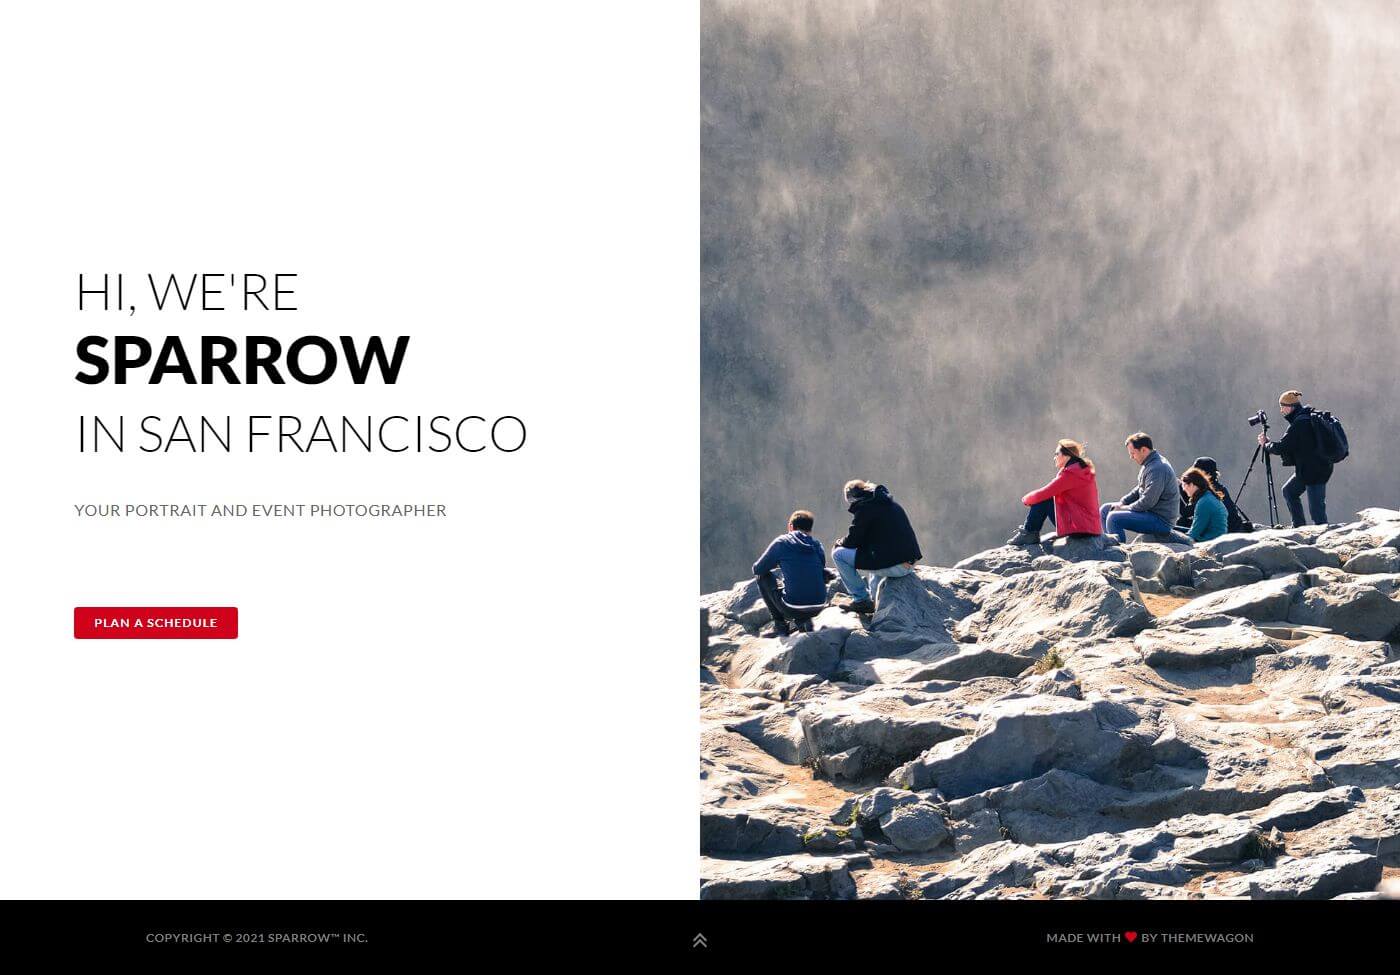 HI, WE'RE
SPARROW
IN SAN FRANCISCO
YOUR PORTRAIT AND EVENT PHOTOGRAPHER
PLAN A SCHEDULE
COPYRIGHT © 2021 SPARROW™ INC.
MADE WITH ♥ BY THEMEWAGON